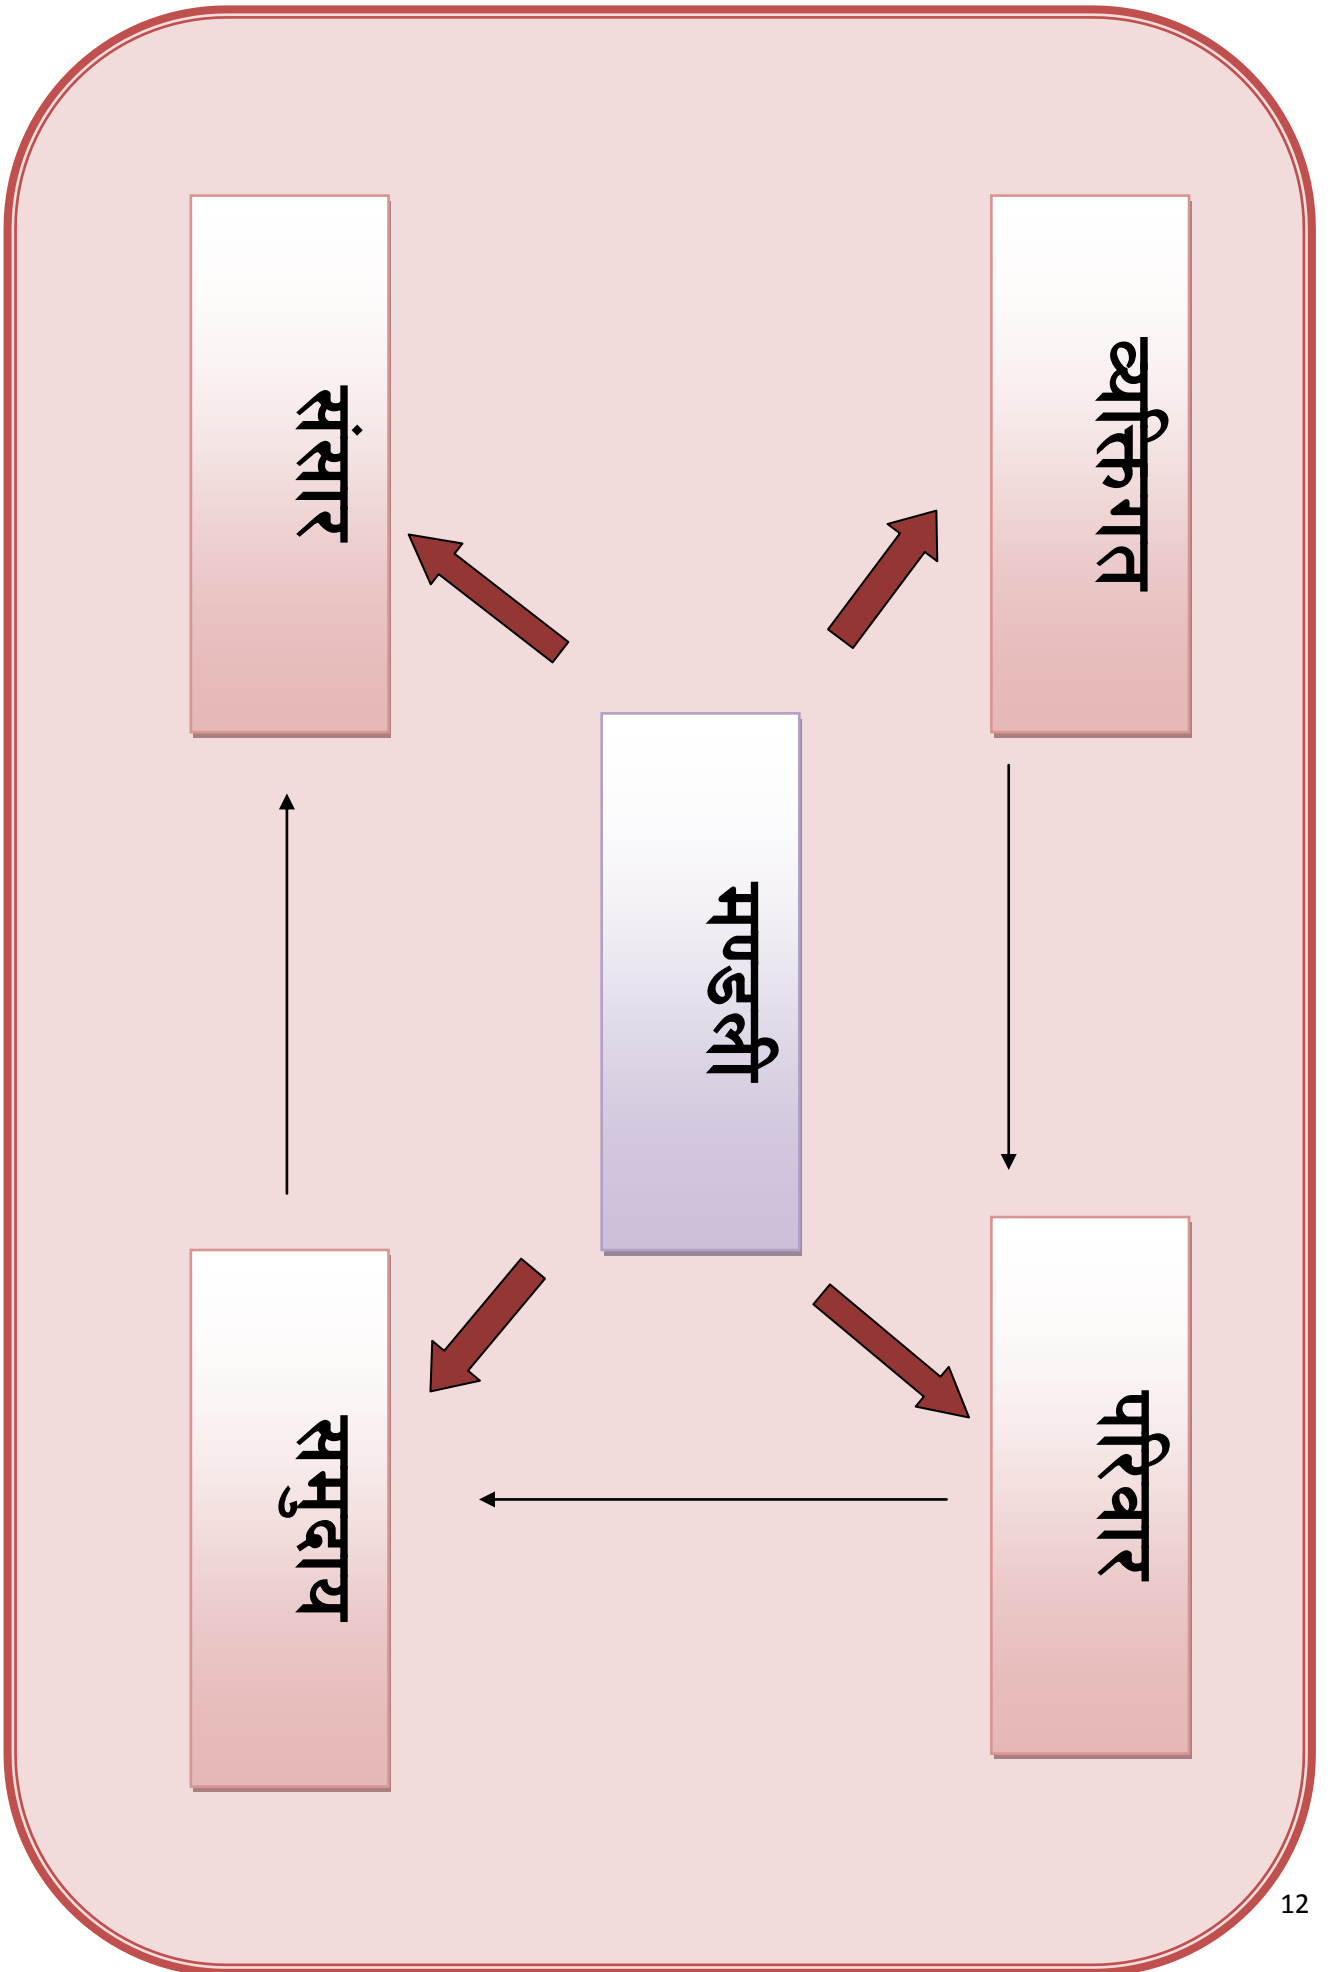 व्यक्तिगत
परिवार
मण्डली
संसार
समुदाय
12